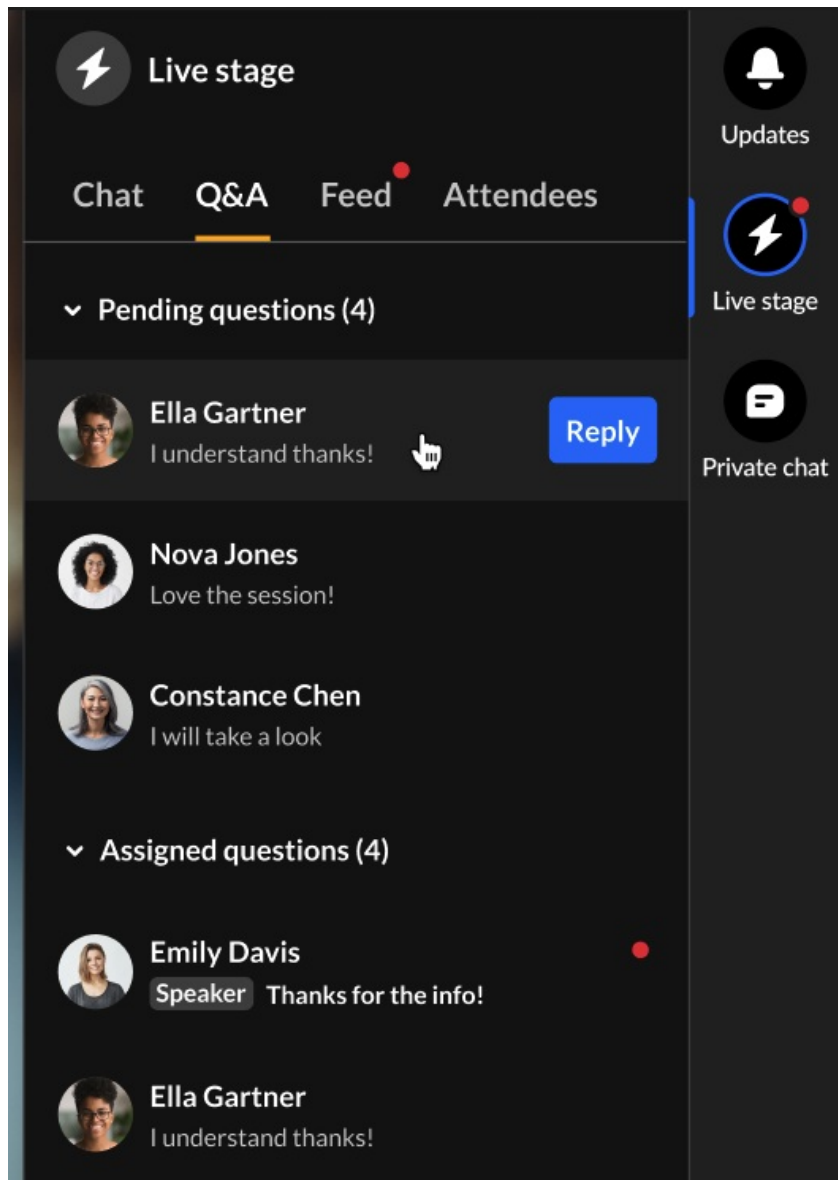 Live stage
Chat Q&A Feed Attendees
Pending questions (4)
Ella Gartner
I understand thanks!
Reply
Nova Jones
Love the session!
Constance Chen
I will take a look
Assigned questions (4)
Emily Davis
Speaker Thanks for the info!
Ella Gartner
I understand thanks!
Updates
Live stage
Private chat